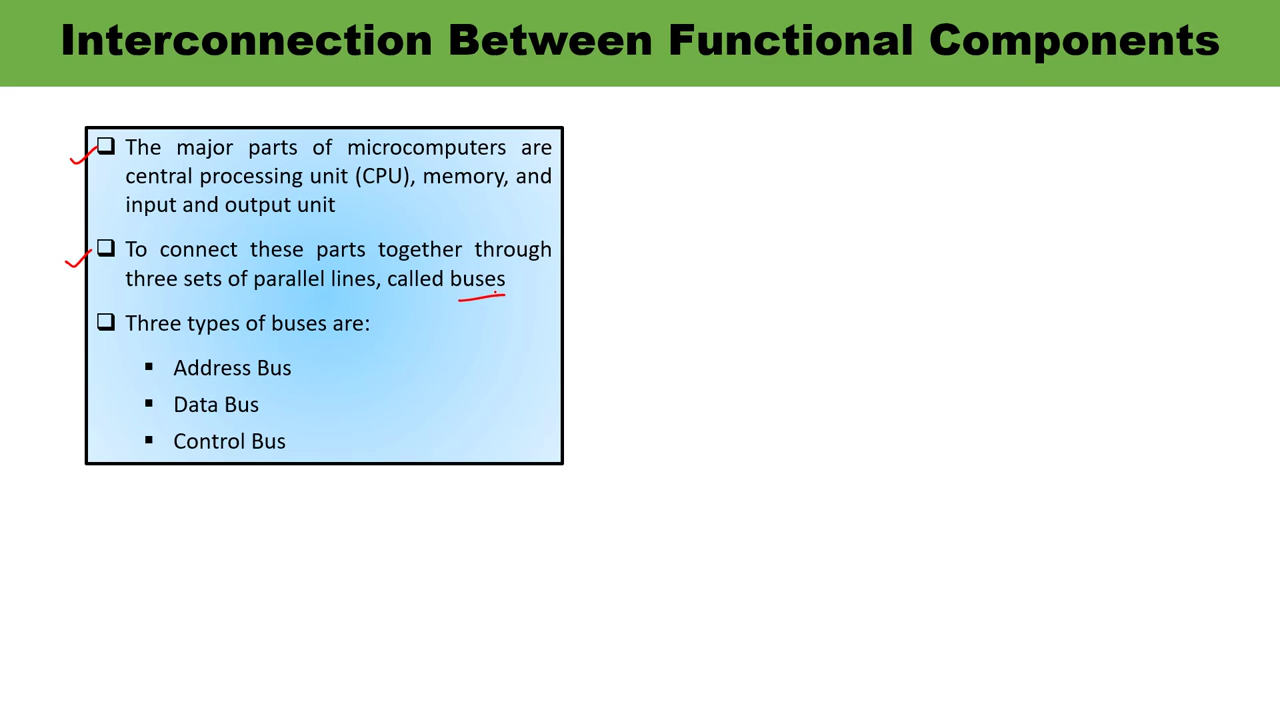 Interconnection Between Functional Components
❑ The major parts of microcomputers are
central processing unit (CPU), memory, and
input and output unit
❑ To connect these parts together through
three sets of parallel lines, called buses
❑ Three types of buses are:
▪ Address Bus
▪ Data Bus
▪ Control Bus